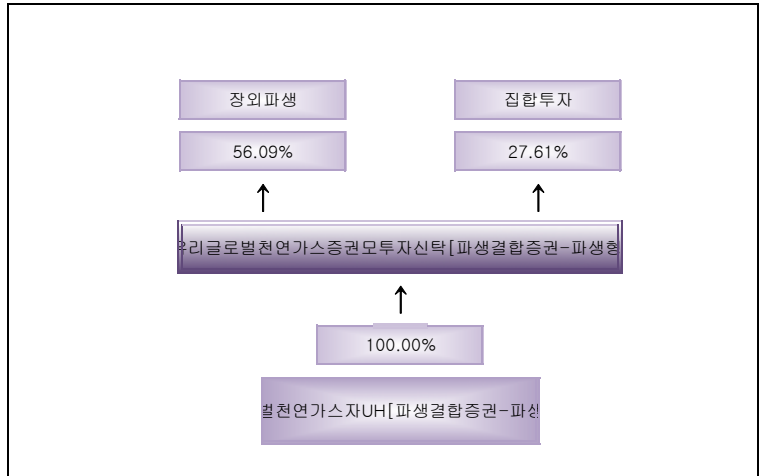 장외파생 집합투자
56.09% 27.61%
↑ ↑
우리글로벌천연가스증권모투자신탁[파생결합증권-파생형
↑
100.00%
벌천연가스자UH[파생결합증권-파생